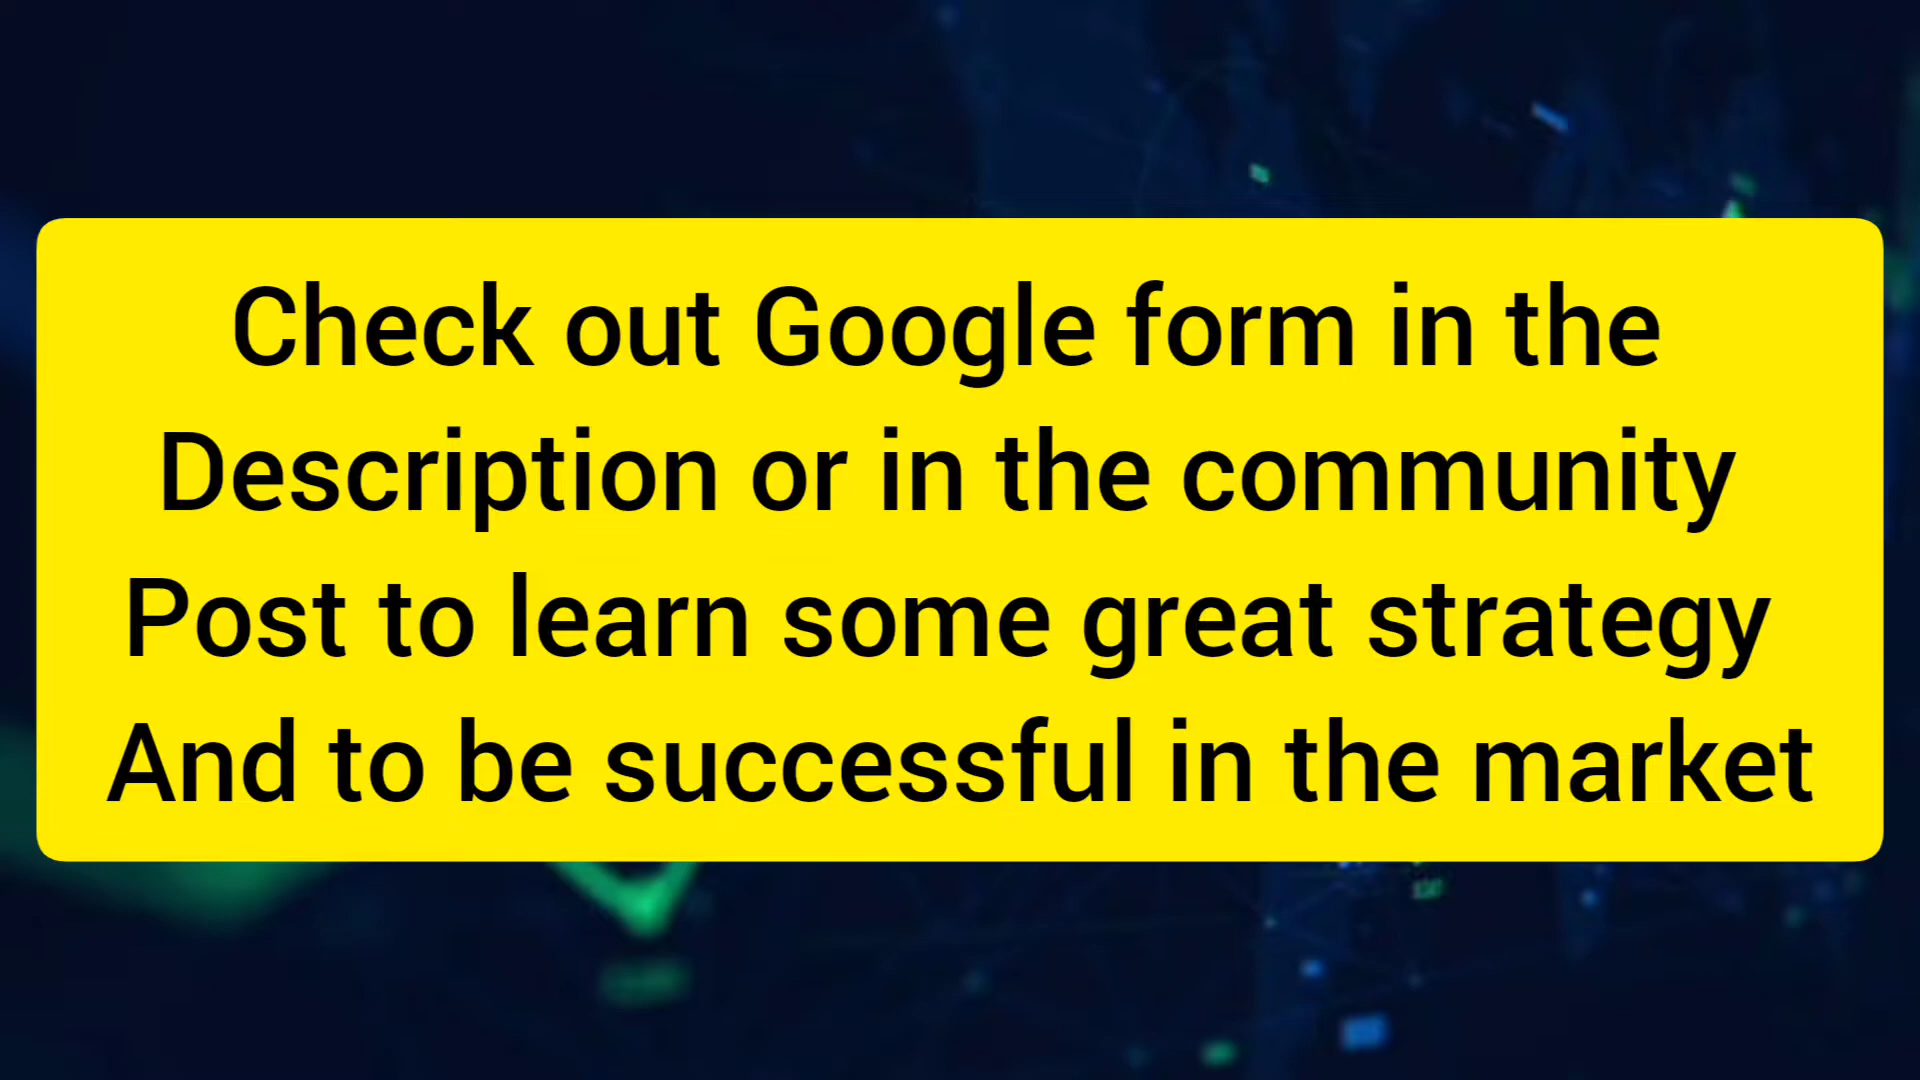 Check out Google form in the
Description or in the community
Post to learn some great strategy
And to be successful in the market